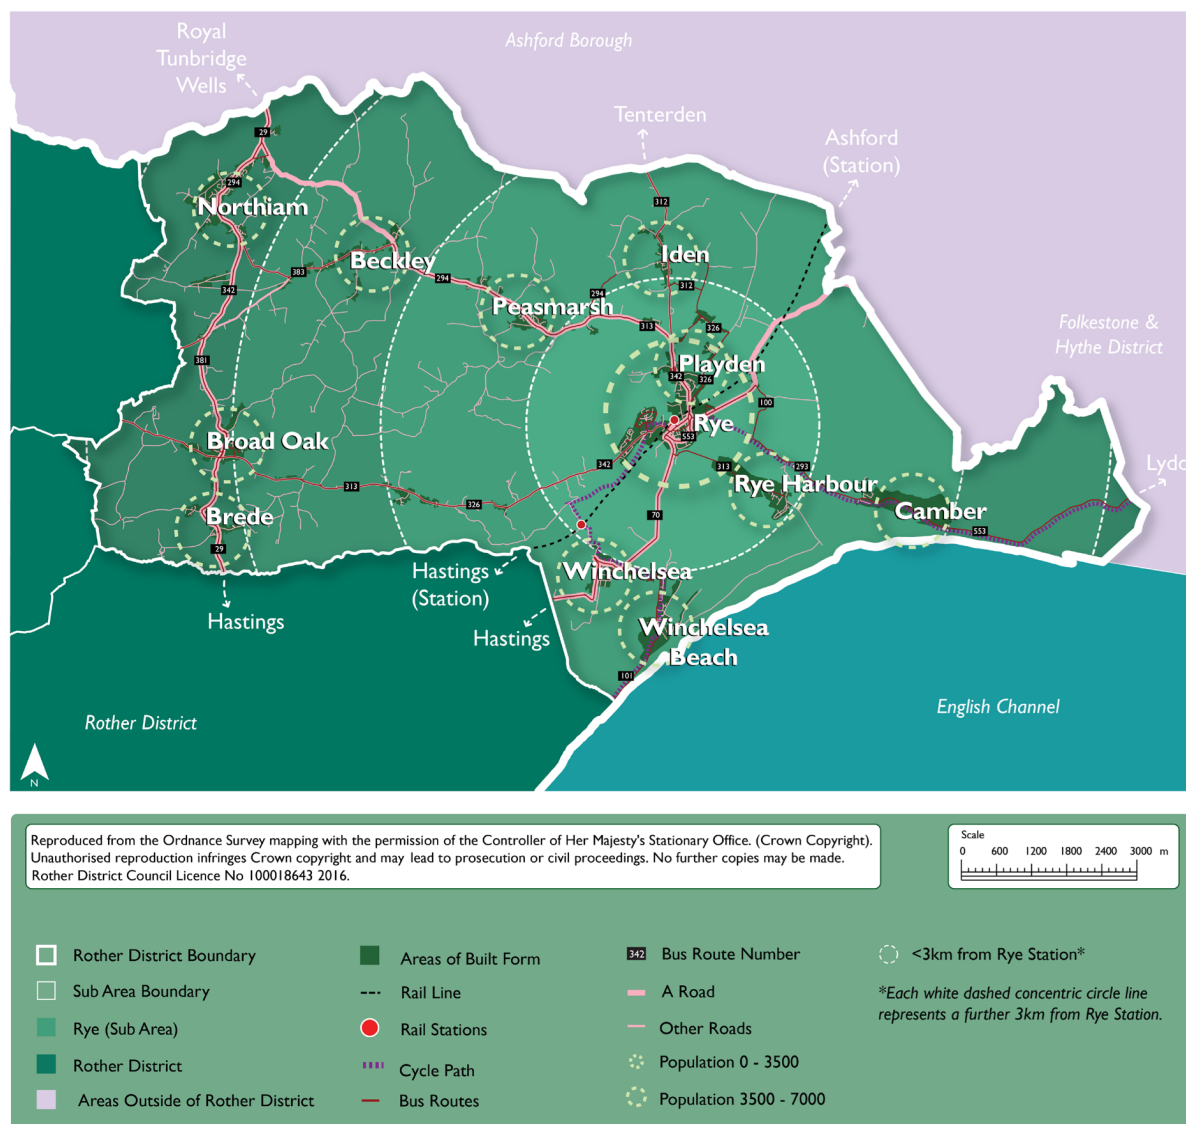 Royal
Tunbridge
Wells
Ashford Borough
Tenterden
Ashford
(Station)
29
294
Northiam
312
Iden
Beckley
383
294
342
294
312
Peasmarsh
Folkestone &
Hythe District
313
326
381
Playden
342
326
100
Rye
553
Broad Oak
342
313
293
Lydd
313
326
Rye Harbour
Camber
Brede
70
553
29
Hastings
(Station)
Winchelsea
Hastings
Hastings
Winchelsea
Beach
101
English Channel
Rother District
N
Reproduced from the Ordnance Survey mapping with the permission of the Controller of Her Majesty's Stationary Office. (Crown Copyright).
Unauthorised reproduction infringes Crown copyright and may lead to prosecution or civil proceedings. No further copies may be made.
Rother District Council Licence No 100018643 2016.
Scale
0 600 1200 1800 2400 3000 m
Rother District Boundary
Sub Area Boundary
Rye (Sub Area)
Rother District
Areas Outside of Rother District
Areas of Built Form
Rail Line
Rail Stations
Cycle Path
Bus Routes
342 Bus Route Number
A Road
Other Roads
Population 0 - 3500
Population 3500 - 7000
<3km from Rye Station*
*Each white dashed concentric circle line
represents a further 3km from Rye Station.